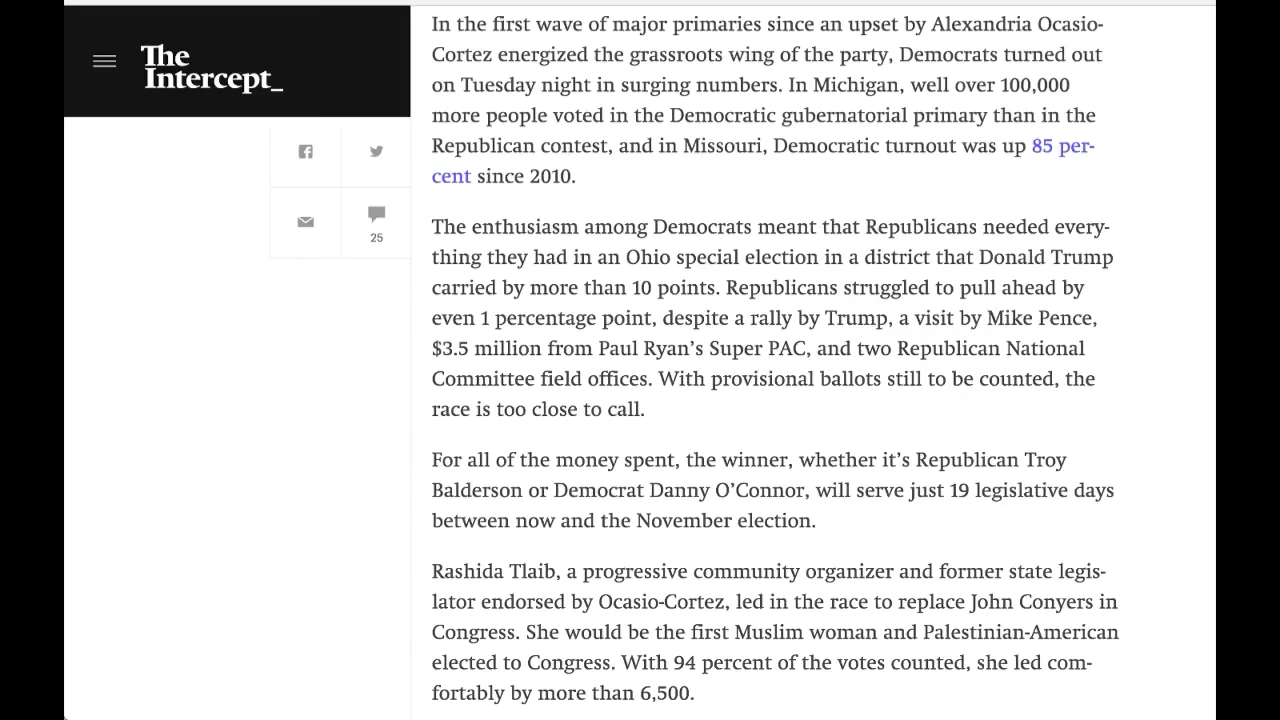 The
Intercept_
25
In the first wave of major primaries since an upset by Alexandria Ocasio-
Cortez energized the grassroots wing of the party, Democrats turned out
on Tuesday night in surging numbers. In Michigan, well over 100,000
more people voted in the Democratic gubernatorial primary than in the
Republican contest, and in Missouri, Democratic turnout was up 85 per-
cent since 2010.
The enthusiasm among Democrats meant that Republicans needed every-
thing they had in an Ohio special election in a district that Donald Trump
carried by more than 10 points. Republicans struggled to pull ahead by
even 1 percentage point, despite a rally by Trump, a visit by Mike Pence,
$3.5 million from Paul Ryan’s Super PAC, and two Republican National
Committee field offices. With provisional ballots still to be counted, the
race is too close to call.
For all of the money spent, the winner, whether it’s Republican Troy
Balderson or Democrat Danny O’Connor, will serve just 19 legislative days
between now and the November election.
Rashida Tlaib, a progressive community organizer and former state legis-
lator endorsed by Ocasio-Cortez, led in the race to replace John Conyers in
Congress. She would be the first Muslim woman and Palestinian-American
elected to Congress. With 94 percent of the votes counted, she led com-
fortably by more than 6,500.